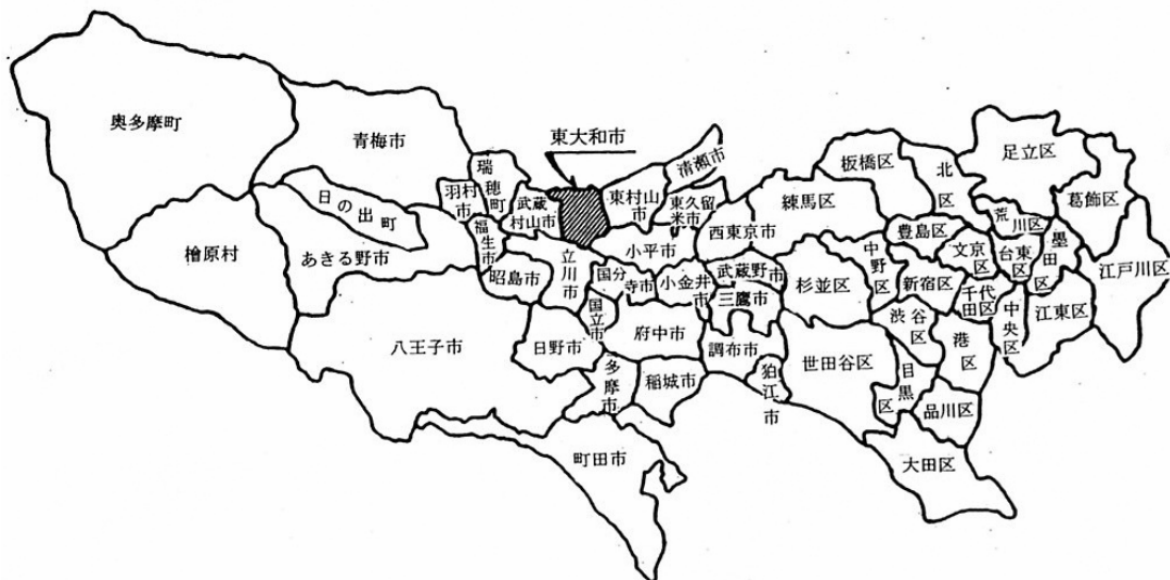 奥多摩町
青梅市
瑞穂町
東大和市
清瀬市
板橋区
北区
足立区
葛飾区
日の出町
羽村市
武蔵
村山市
東村山
市
東久留
米市
練馬区
荒川区
檜原村
あきる野市
福生市
昭島市
立川市
小平市
西東京市
中野区
豊島区
文京
区
台東
区
墨田区
江戸川区
国分
寺市
小金井
市
武蔵野市
三鷹市
杉並区
新宿区
千代
田区
中央区
江東区
八王子市
国立市
日野市
府中市
調布市
狛江市
世田谷区
渋谷
区
港区
目黒区
多摩市
稲城市
品川区
町田市
大田区